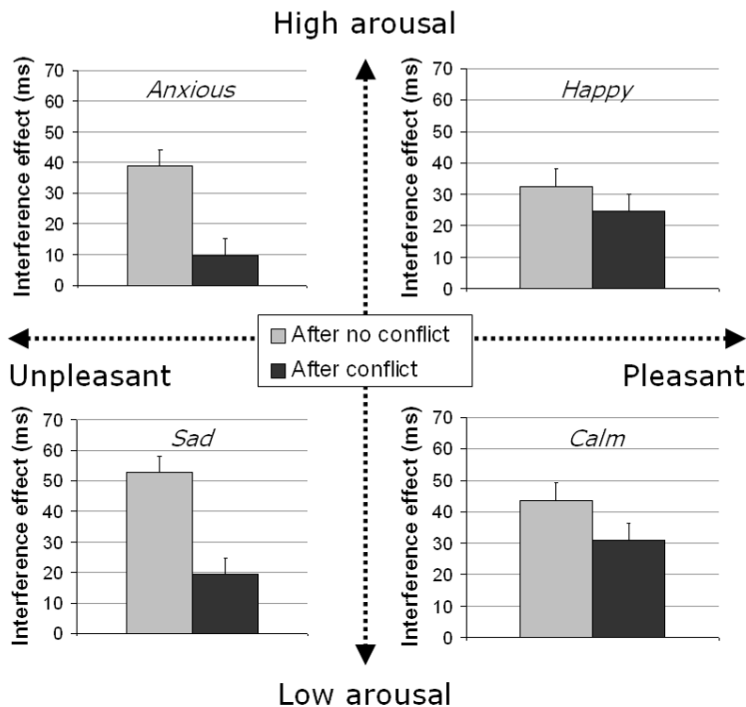 High arousal
Interference effect (ms)
70
60
50
40
30
20
10
0
Anxious
Interference effect (ms)
70
60
50
40
30
20
10
0
Happy
After no conflict
After conflict
Unpleasant
Pleasant
Interference effect (ms)
70
60
50
40
30
20
10
0
Sad
Interference effect (ms)
70
60
50
40
30
20
10
0
Calm
Low arousal